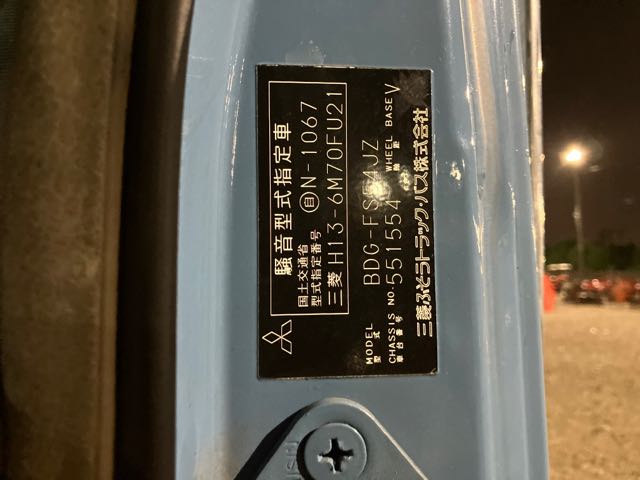 騒音型式指定車
国土交通省
型式指定番号 自 N-1067
三菱 H13-6M70FU21
MODEL
型式 BDG-FS54JZ
CHASSIS NO. 551554 WHEEL BASE V
車台番号 軸距
三菱ふそうトラック・バス株式会社